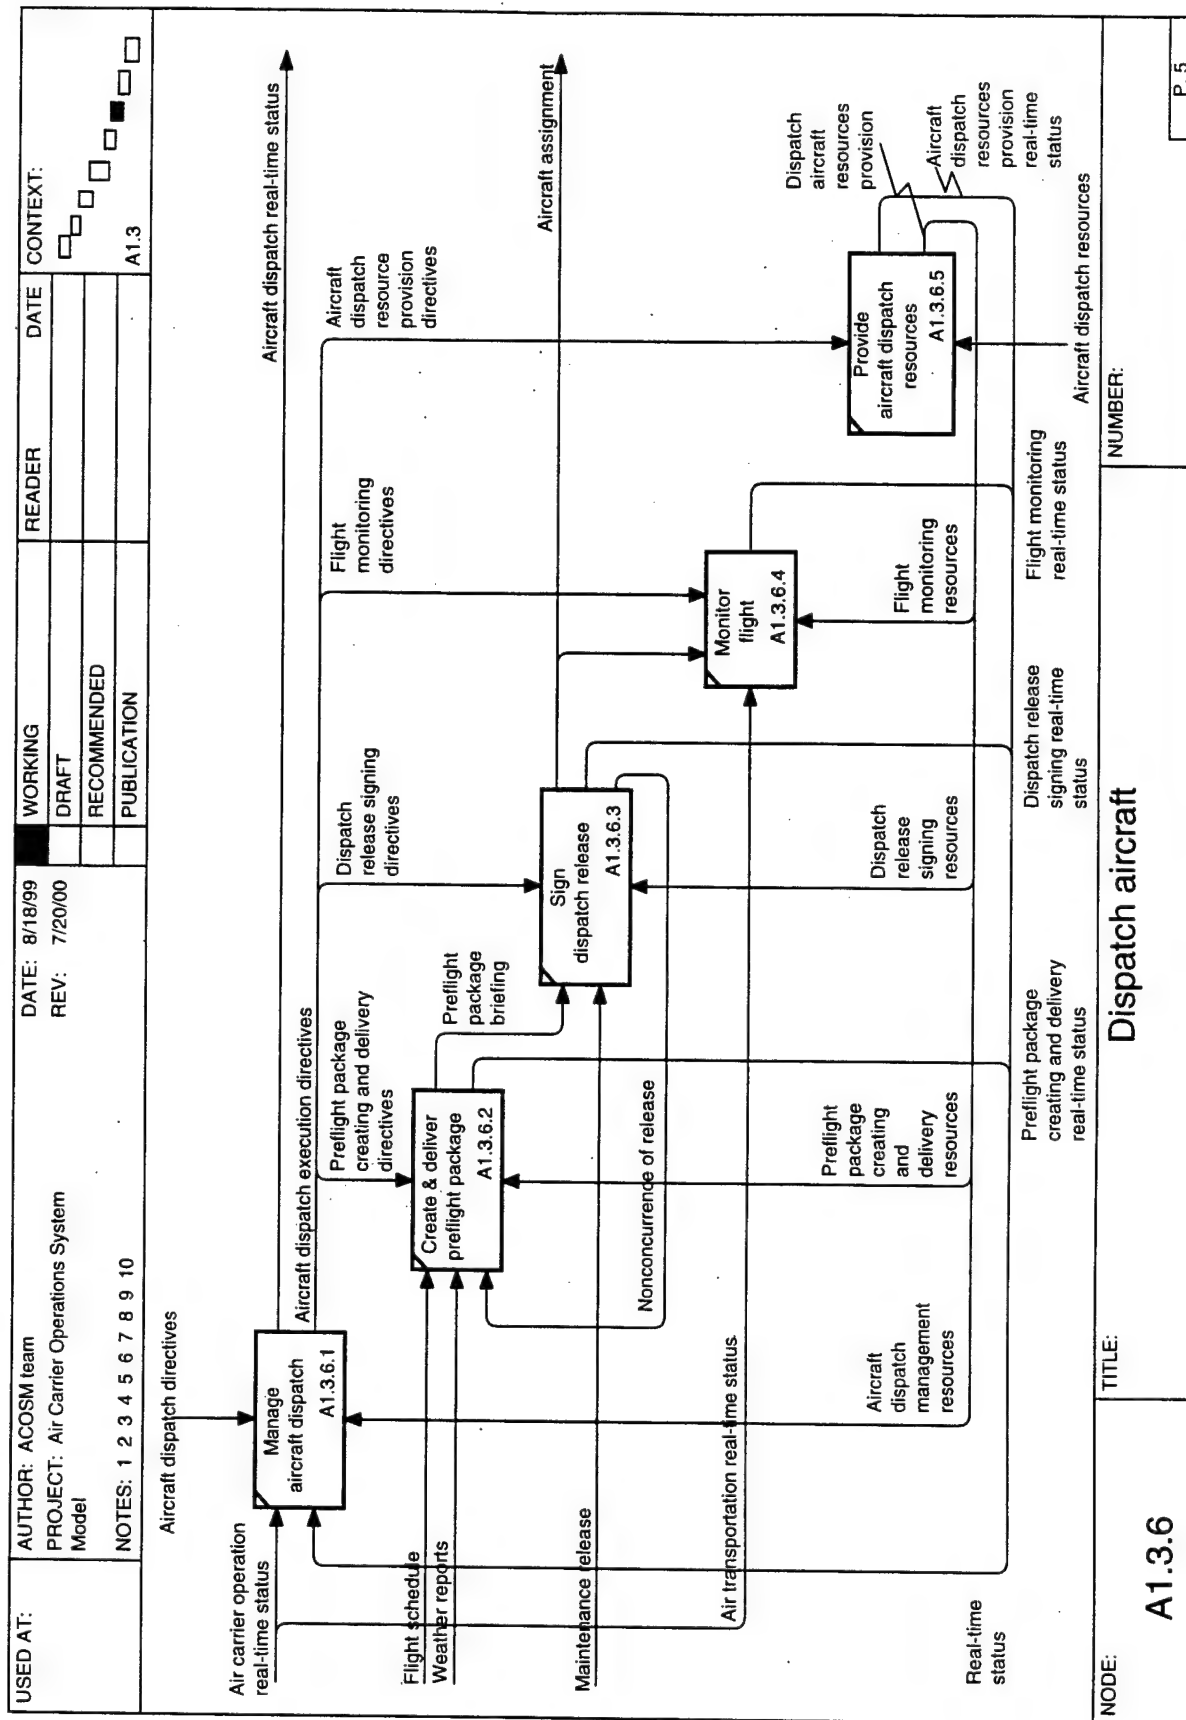 USED AT:
AUTHOR: ACOSM team
PROJECT: Air Carrier Operations System
Model
NOTES: 1 2 3 4 5 6 7 8 9 10
DATE: 8/18/99
REV: 7/20/00
WORKING
DRAFT
RECOMMENDED
PUBLICATION
READER
DATE
CONTEXT:
A1.3
Aircraft dispatch directives
Air carrier operation
real-time status
Manage
aircraft dispatch
A1.3.6.1
Aircraft dispatch real-time status
Aircraft dispatch execution directives
Preflight package
creating and delivery
directives
Dispatch
release signing
directives
Flight
monitoring
directives
Aircraft
dispatch
resource
provision
directives
Flight schedule
Weather reports
Create & deliver
preflight package
A1.3.6.2
Preflight
package
briefing
Maintenance release
Sign
dispatch release
A1.3.6.3
Aircraft assignment
Nonconcurrence of release
Air transportation real-time status
Monitor
flight
A1.3.6.4
Provide
aircraft dispatch
resources
A1.3.6.5
Dispatch
aircraft
resources
provision
Aircraft
dispatch
resources
provision
real-time
status
Aircraft
dispatch
management
resources
Preflight
package
creating
and
delivery
resources
Dispatch
release
signing
resources
Flight
monitoring
resources
Real-time
status
Preflight package
creating and delivery
real-time status
Dispatch release
signing real-time
status
Flight monitoring
real-time status
Aircraft dispatch resources
NODE:
A1.3.6
TITLE:
Dispatch aircraft
NUMBER:
P. 5